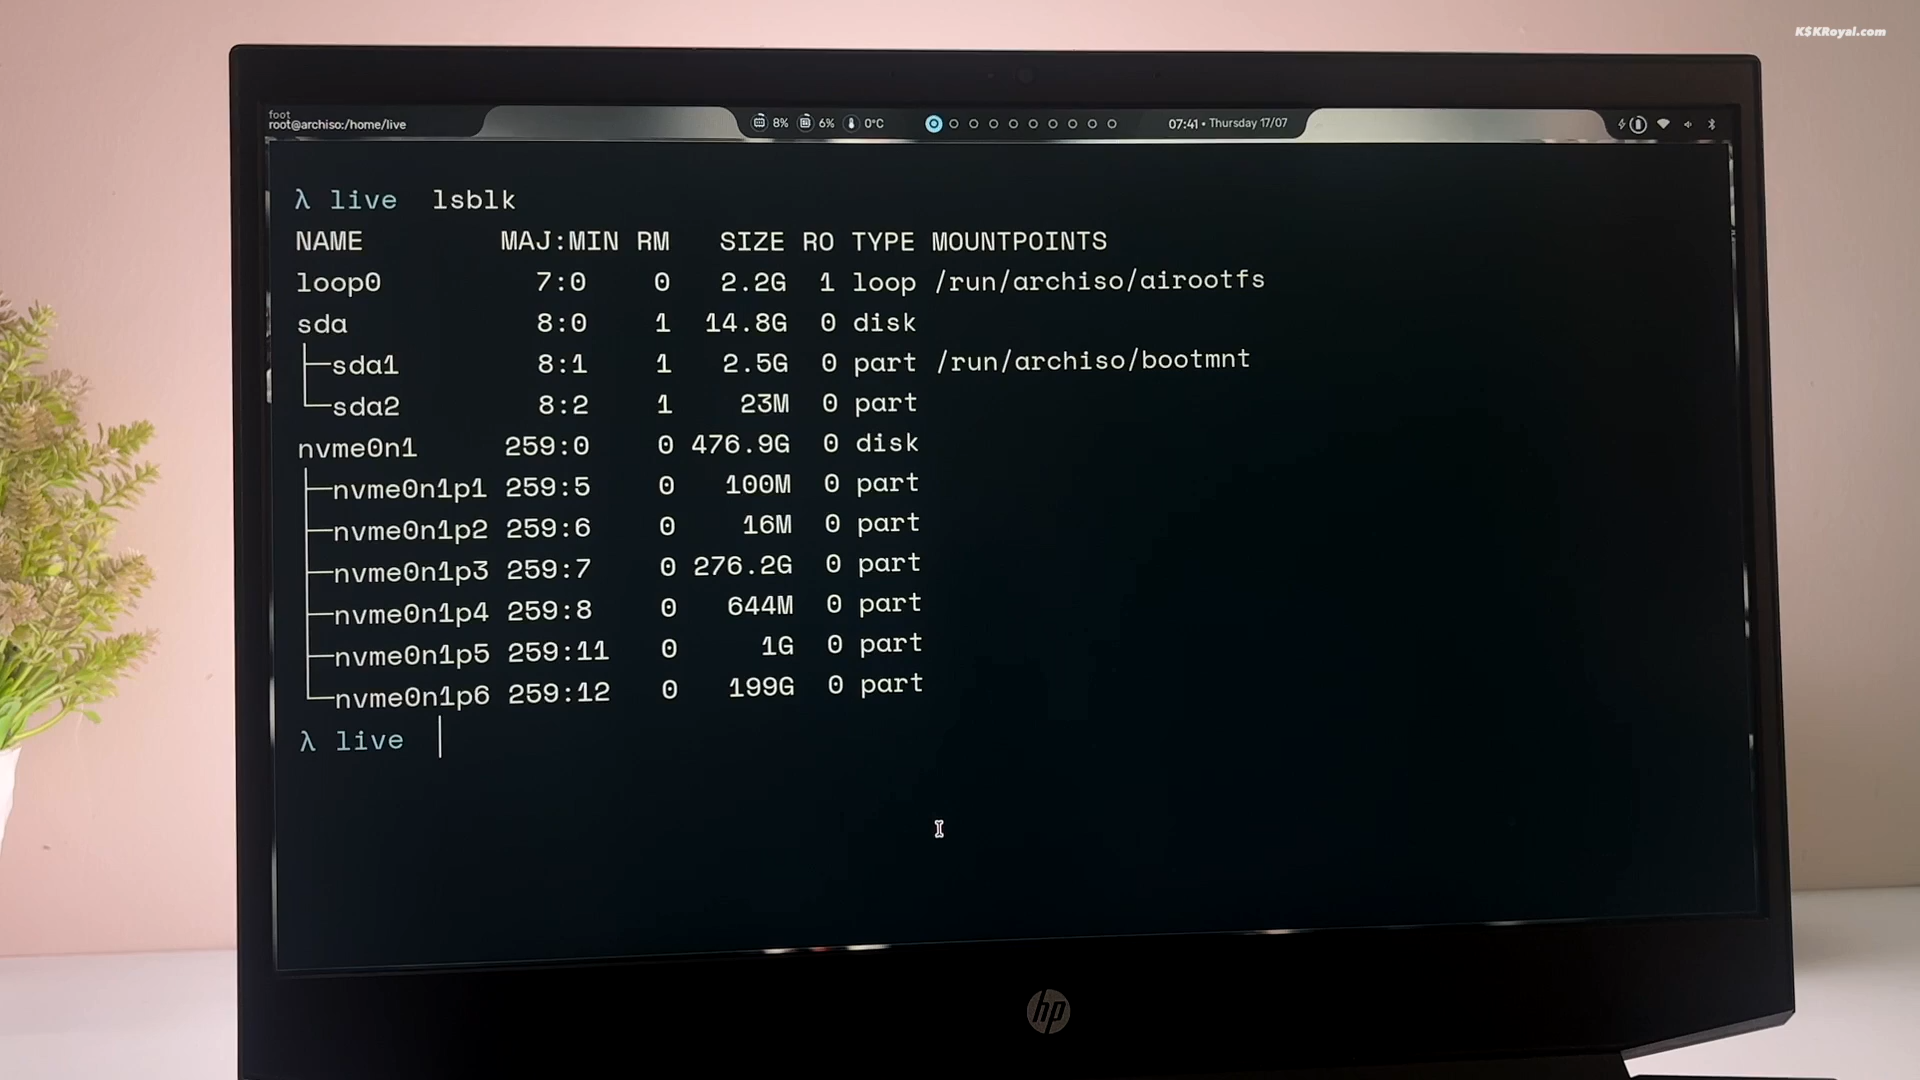 K$KRoyal.com
foot
root@archiso:/home/live
8% 6% 0°C
07:41 • Thursday 17/07
λ live lsblk
NAME MAJ:MIN RM SIZE RO TYPE MOUNTPOINTS
loop0 7:0 0 2.2G 1 loop /run/archiso/airootfs
sda 8:0 1 14.8G 0 disk
├─sda1 8:1 1 2.5G 0 part /run/archiso/bootmnt
└─sda2 8:2 1 23M 0 part
nvme0n1 259:0 0 476.9G 0 disk
├─nvme0n1p1 259:5 0 100M 0 part
├─nvme0n1p2 259:6 0 16M 0 part
├─nvme0n1p3 259:7 0 276.2G 0 part
├─nvme0n1p4 259:8 0 644M 0 part
├─nvme0n1p5 259:11 0 1G 0 part
└─nvme0n1p6 259:12 0 199G 0 part
λ live
hp